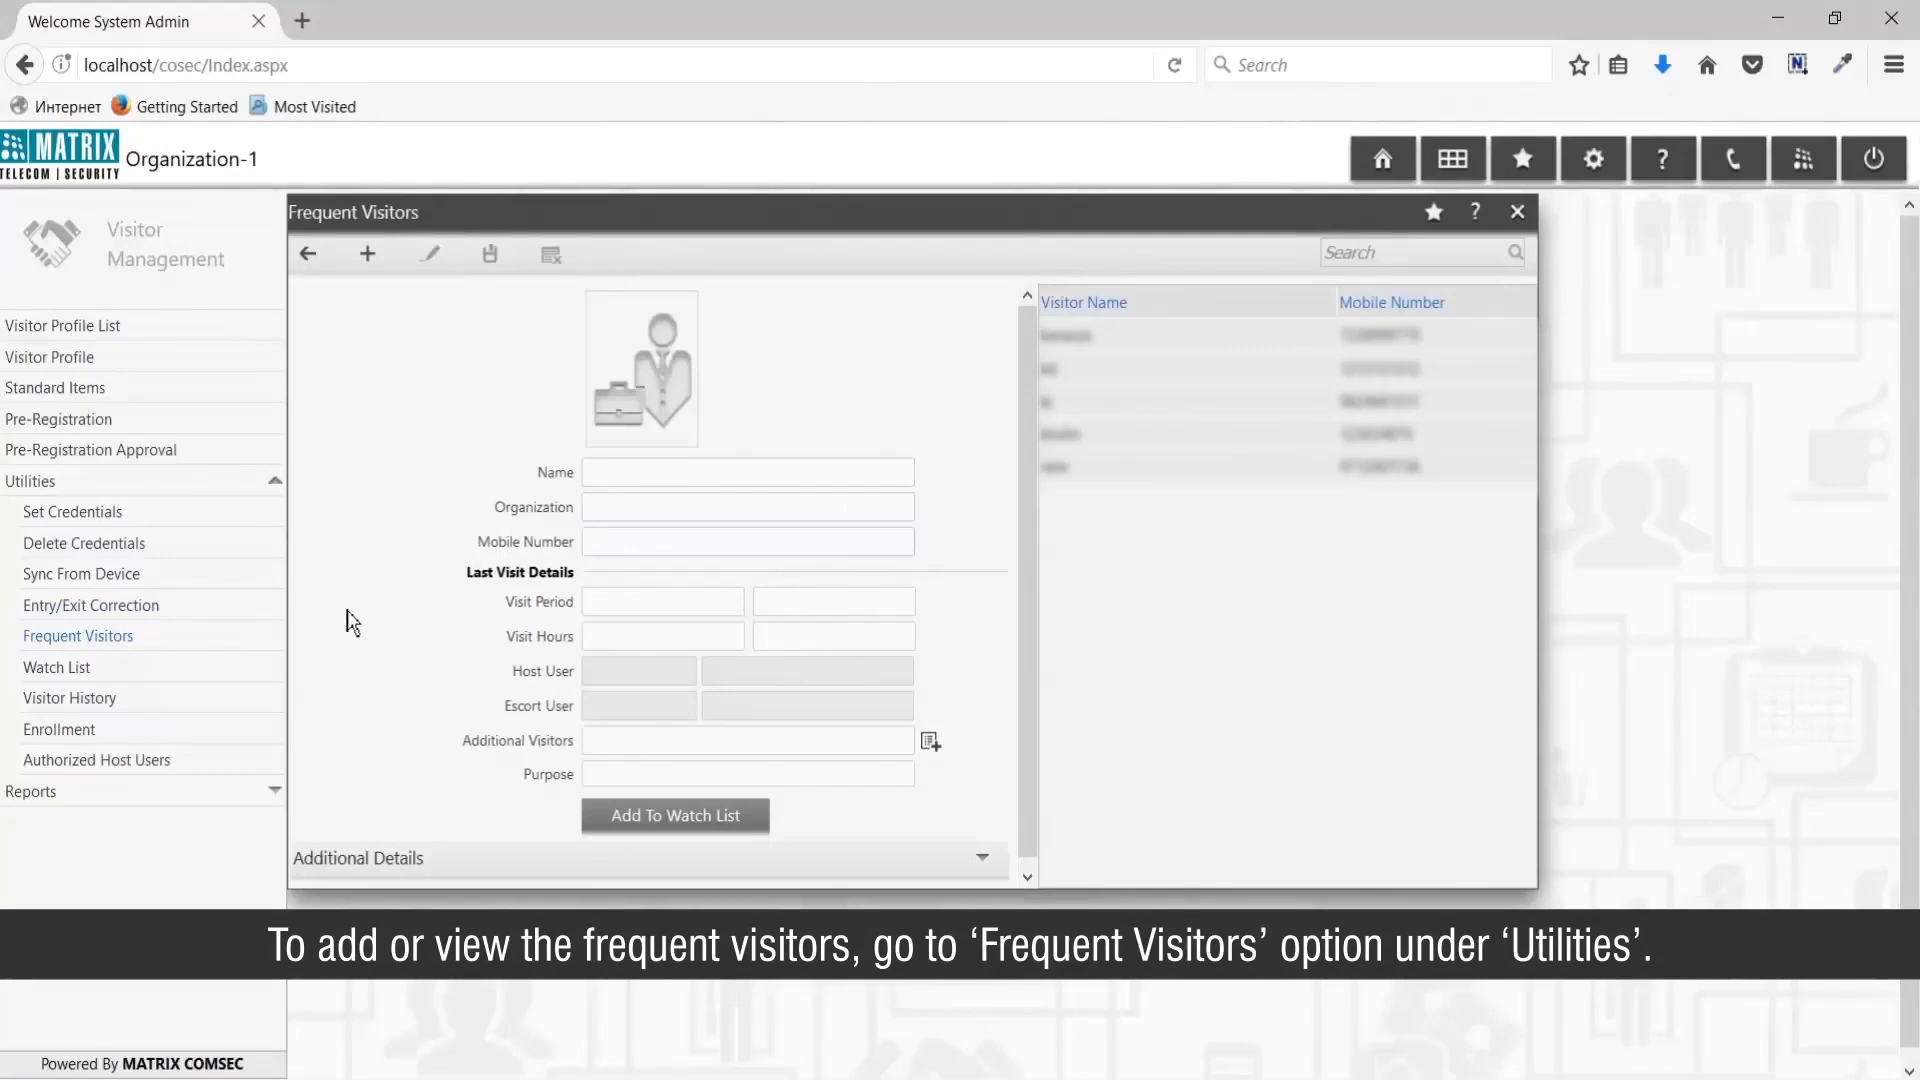 Welcome System Admin
localhost/cosec/Index.aspx
Search
Интернет Getting Started Most Visited
MATRIX
TELECOM | SECURITY
Organization-1
Visitor
Management
Visitor Profile List
Visitor Profile
Standard Items
Pre-Registration
Pre-Registration Approval
Utilities
Set Credentials
Delete Credentials
Sync From Device
Entry/Exit Correction
Frequent Visitors
Watch List
Visitor History
Enrollment
Authorized Host Users
Reports
Powered By MATRIX COMSEC
Frequent Visitors
Search
Name
Organization
Mobile Number
Last Visit Details
Visit Period
Visit Hours
Host User
Escort User
Additional Visitors
Purpose
Add To Watch List
Additional Details
Visitor Name Mobile Number
To add or view the frequent visitors, go to ‘Frequent Visitors’ option under ‘Utilities’.